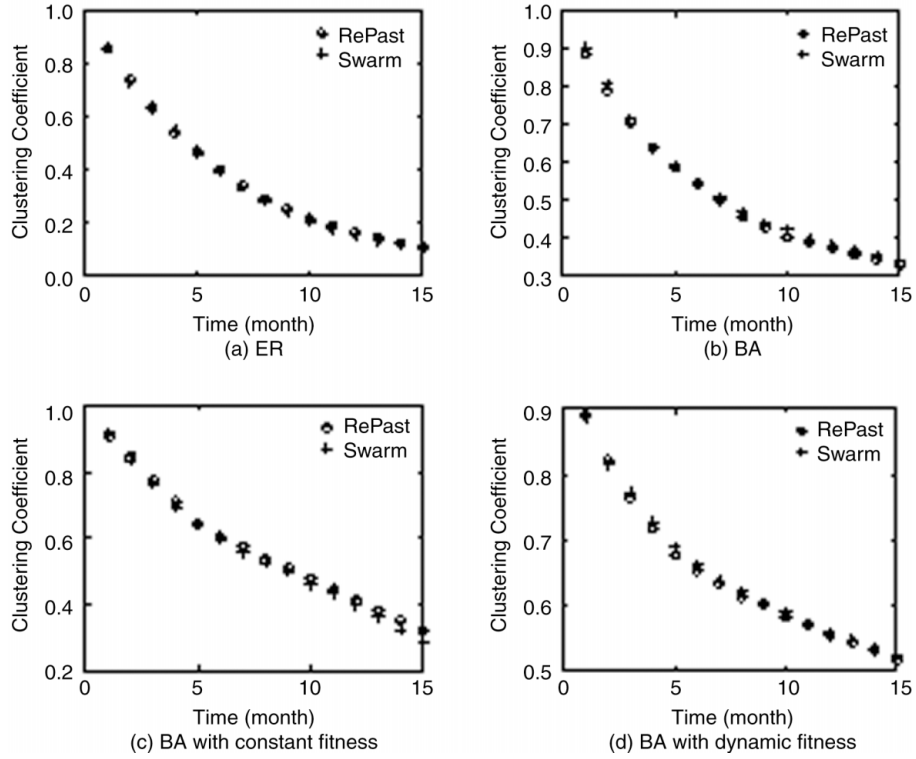 1.0
0.8
0.6
0.4
0.2
0.0
Clustering Coefficient
RePast
Swarm
0
5
10
15
Time (month)
(a) ER
1.0
0.9
0.8
0.7
0.6
0.5
0.4
0.3
Clustering Coefficient
RePast
Swarm
0
5
10
15
Time (month)
(b) BA
1.0
0.8
0.6
0.4
0.2
Clustering Coefficient
RePast
Swarm
0
5
10
15
Time (month)
(c) BA with constant fitness
0.9
0.8
0.7
0.6
0.5
Clustering Coefficient
RePast
Swarm
0
5
10
15
Time (month)
(d) BA with dynamic fitness